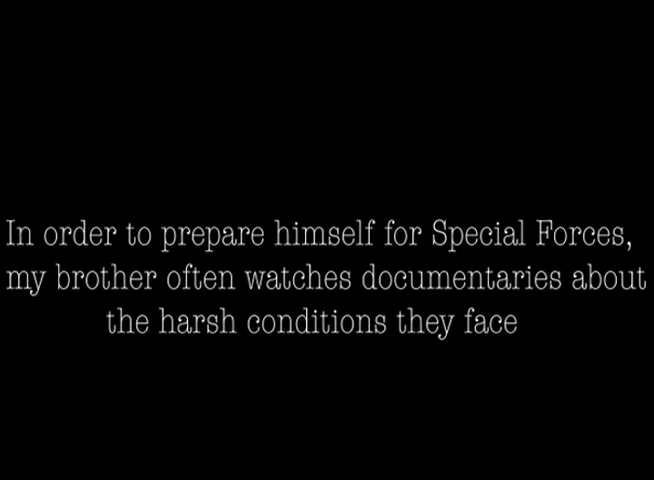 In order to prepare himself for Special Forces,
my brother often watches documentaries about
the harsh conditions they face